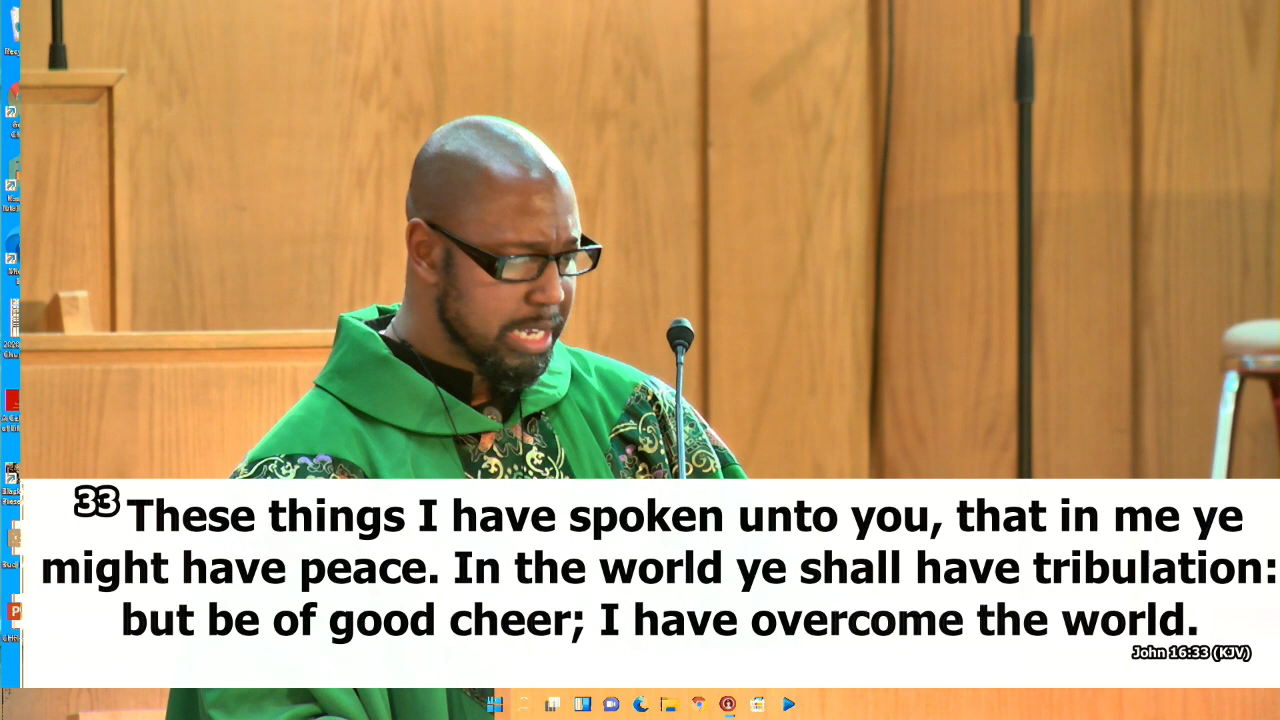 33 These things I have spoken unto you, that in me ye
might have peace. In the world ye shall have tribulation:
but be of good cheer; I have overcome the world.
John 16:33 (KJV)